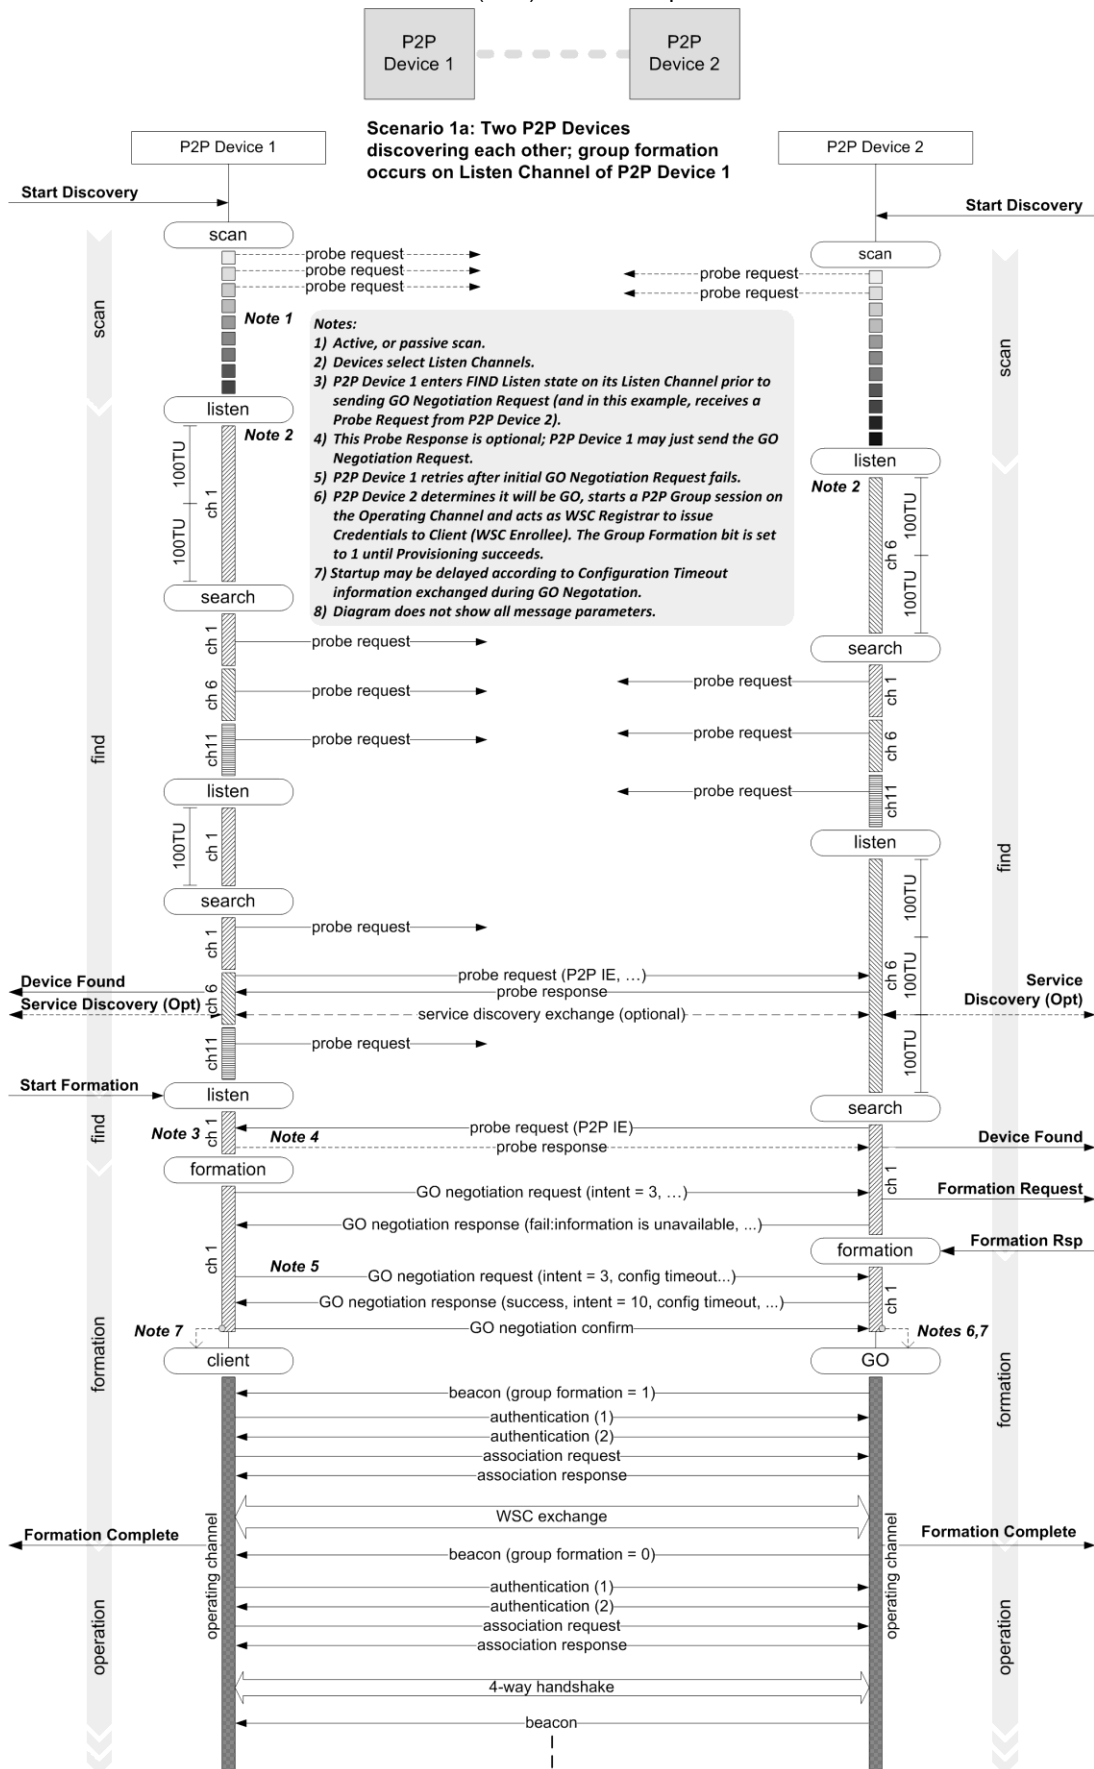 P2P
Device 1
P2P
Device 2
Scenario 1a: Two P2P Devices
discovering each other; group formation
occurs on Listen Channel of P2P Device 1
P2P Device 1
P2P Device 2
Start Discovery
Start Discovery
scan
scan
probe request
probe request
probe request
probe request
probe request
scan
scan
Note 1
Notes:
1) Active, or passive scan.
2) Devices select Listen Channels.
3) P2P Device 1 enters FIND Listen state on its Listen Channel prior to
sending GO Negotiation Request (and in this example, receives a
Probe Request from P2P Device 2).
4) This Probe Response is optional; P2P Device 1 may just send the GO
Negotiation Request.
5) P2P Device 1 retries after initial GO Negotiation Request fails.
6) P2P Device 2 determines it will be GO, starts a P2P Group session on
the Operating Channel and acts as WSC Registrar to issue
Credentials to Client (WSC Enrollee). The Group Formation bit is set
to 1 until Provisioning succeeds.
7) Startup may be delayed according to Configuration Timeout
information exchanged during GO Negotation.
8) Diagram does not show all message parameters.
listen
Note 2
100TU
100TU
ch 1
listen
Note 2
100TU
100TU
ch 6
search
ch 1
probe request
search
ch 6
probe request
probe request
ch 1
ch11
probe request
probe request
ch 6
find
listen
probe request
ch11
100TU
ch 1
listen
find
search
100TU
ch 1
probe request
ch 6
100TU
100TU
probe request (P2P IE, …)
Device Found
ch 6
probe response
Service Discovery (Opt)
service discovery exchange (optional)
Service
Discovery (Opt)
ch11
probe request
Start Formation
listen
search
find
Note 3
ch 1
Note 4
probe request (P2P IE)
probe response
Device Found
formation
ch 1
GO negotiation request (intent = 3, …)
Formation Request
GO negotiation response (fail:information is unavailable, ...)
formation
Formation Rsp
ch 1
Note 5
GO negotiation request (intent = 3, config timeout...)
ch 1
GO negotiation response (success, intent = 10, config timeout, ...)
Note 7
GO negotiation confirm
Notes 6,7
client
GO
formation
formation
beacon (group formation = 1)
authentication (1)
authentication (2)
association request
association response
WSC exchange
Formation Complete
Formation Complete
operating channel
operating channel
beacon (group formation = 0)
authentication (1)
authentication (2)
association request
association response
operation
operation
4-way handshake
beacon